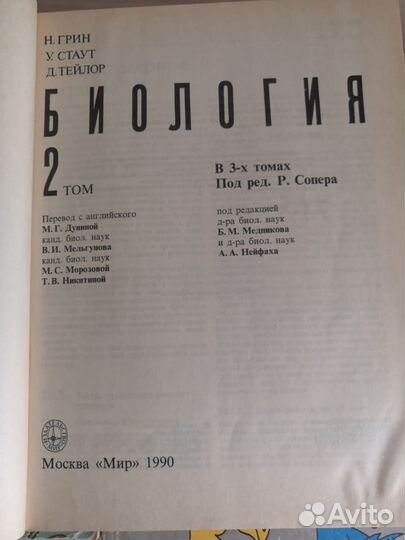 Н. ГРИН
У. СТАУТ
Д. ТЕЙЛОР
БИОЛОГИЯ
2 ТОМ
В 3-х томах
Под ред. Р. Сопера
Перевод с английского
М. Г. Дуниной
канд. биол. наук
В. И. Мельгунова
канд. биол. наук
М. С. Морозовой
Т. В. Никитиной
под редакцией
д-ра биол. наук
Б. М. Медникова
и д-ра биол. наук
А. А. Нейфаха
Москва «Мир» 1990
Avito